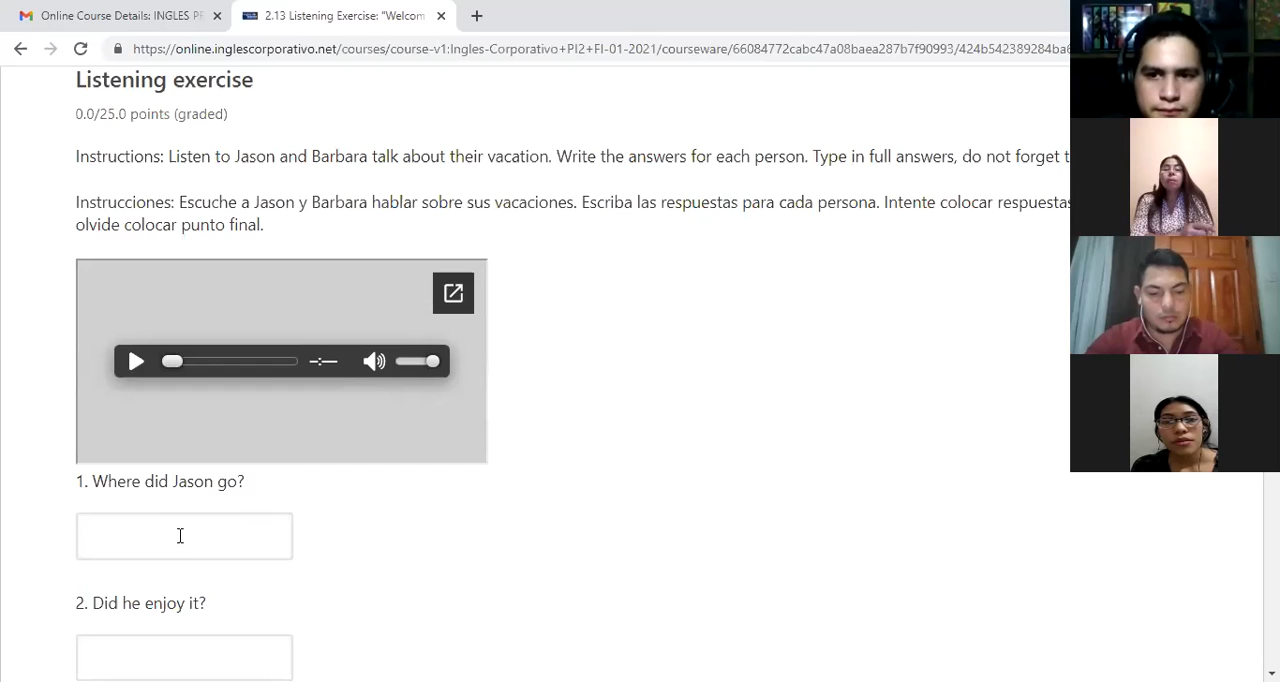 Online Course Details: INGLES PF
2.13 Listening Exercise: "Welcom
https://online.inglescorporativo.net/courses/course-v1:Ingles-Corporativo+PI2+FI-01-2021/courseware/66084772cabc47a08baea287b7f90993/424b542389284ba6
Listening exercise
0.0/25.0 points (graded)
Instructions: Listen to Jason and Barbara talk about their vacation. Write the answers for each person. Type in full answers, do not forget t
Instrucciones: Escuche a Jason y Barbara hablar sobre sus vacaciones. Escriba las respuestas para cada persona. Intente colocar respuestas
olvide colocar punto final.
1. Where did Jason go?
2. Did he enjoy it?